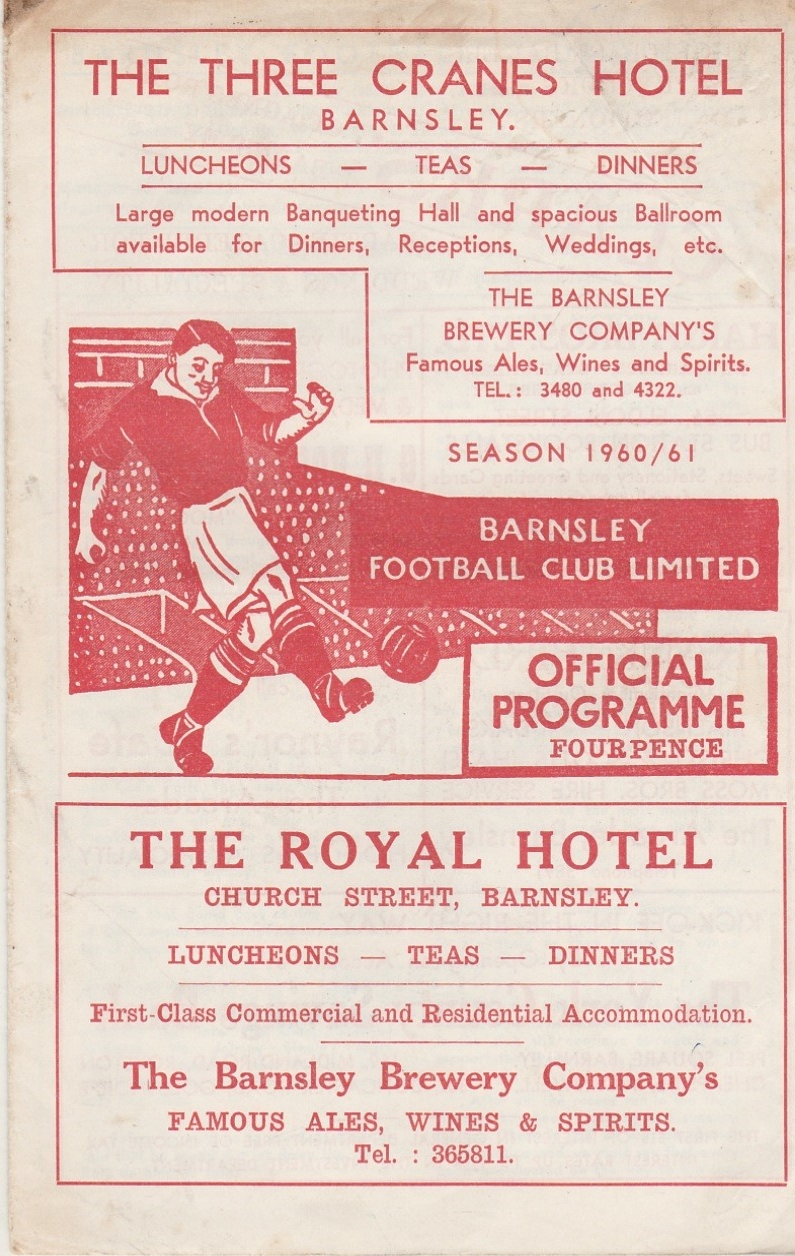 THE THREE CRANES HOTEL
BARNSLEY.
LUNCHEONS — TEAS — DINNERS
Large modern Banqueting Hall and spacious Ballroom
available for Dinners, Receptions, Weddings, etc.
THE BARNSLEY
BREWERY COMPANY'S
Famous Ales, Wines and Spirits.
TEL.: 3480 and 4322.
SEASON 1960/61
BARNSLEY
FOOTBALL CLUB LIMITED
OFFICIAL
PROGRAMME
FOURPENCE
THE ROYAL HOTEL
CHURCH STREET, BARNSLEY.
LUNCHEONS — TEAS — DINNERS
First-Class Commercial and Residential Accommodation.
The Barnsley Brewery Company's
FAMOUS ALES, WINES & SPIRITS.
Tel. : 365811.